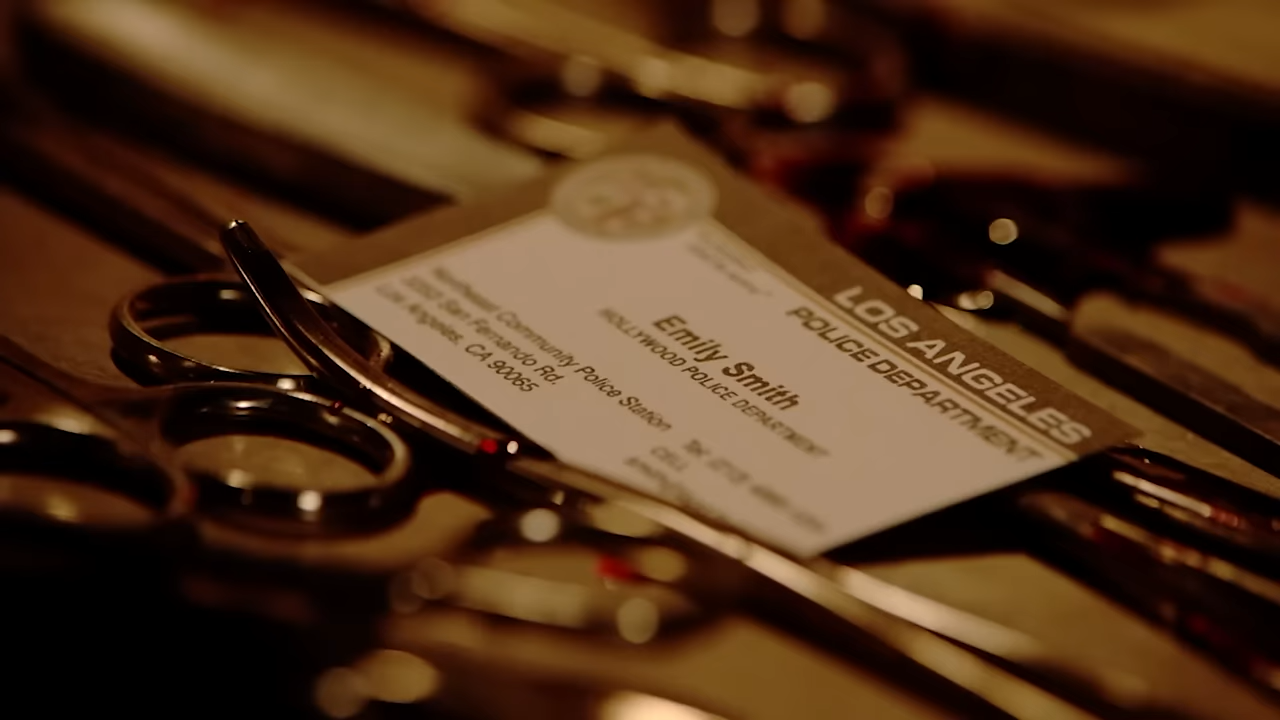 LOS ANGELES
POLICE DEPARTMENT
Emily Smith
HOLLYWOOD POLICE DEPARTMENT
Northeast Community Police Station
San Fernando Rd.
Los Angeles, CA 90065
Tel: (213)
CELL